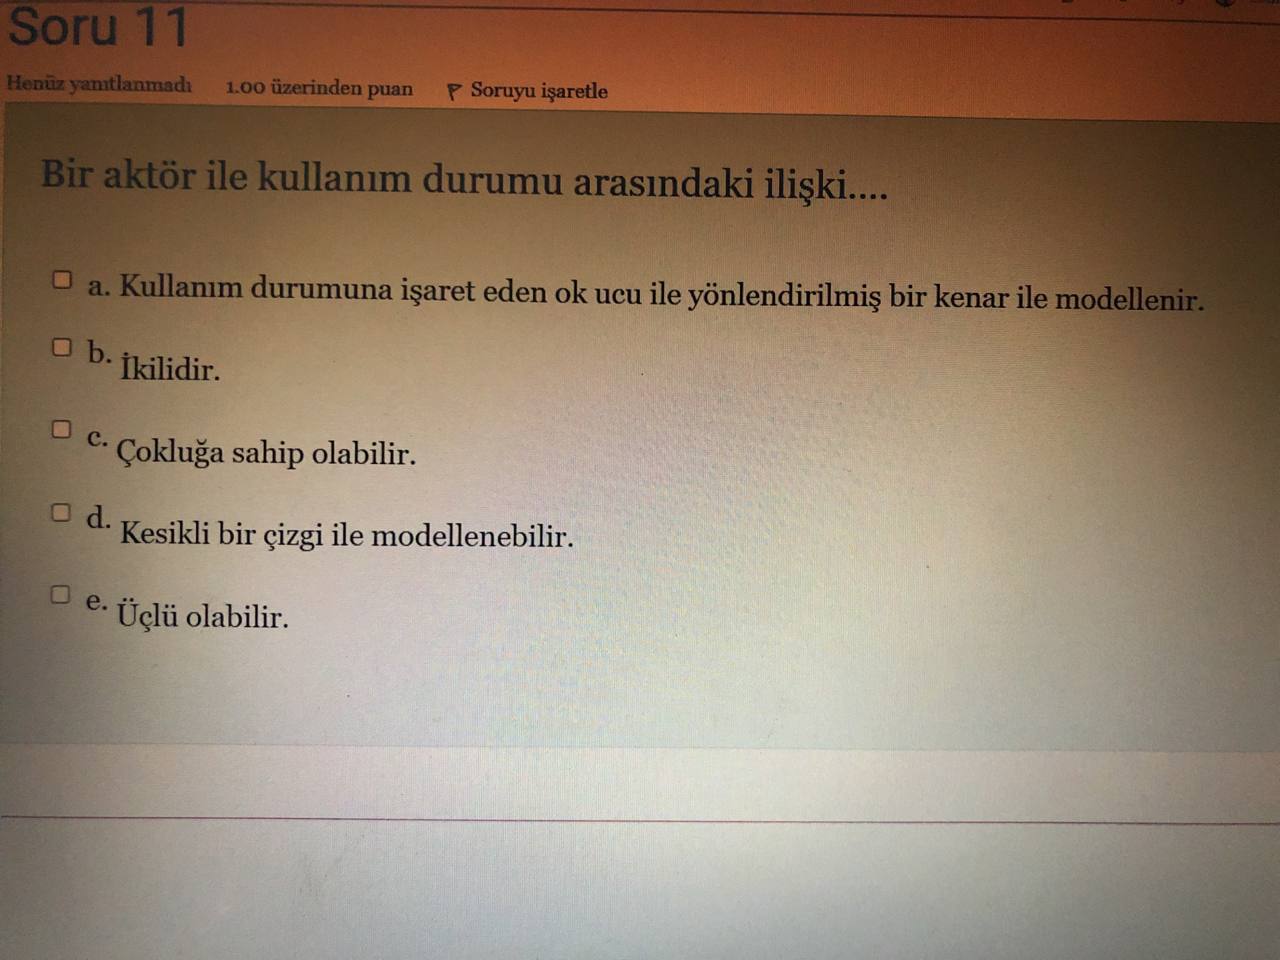 Soru 11
Henüz yanıtlanmadı 1.00 üzerinden puan Soruyu işaretle
Bir aktör ile kullanım durumu arasındaki ilişki....
a. Kullanım durumuna işaret eden ok ucu ile yönlendirilmiş bir kenar ile modellenir.
b. İkilidir.
c. Çokluğa sahip olabilir.
d. Kesikli bir çizgi ile modellenebilir.
e. Üçlü olabilir.